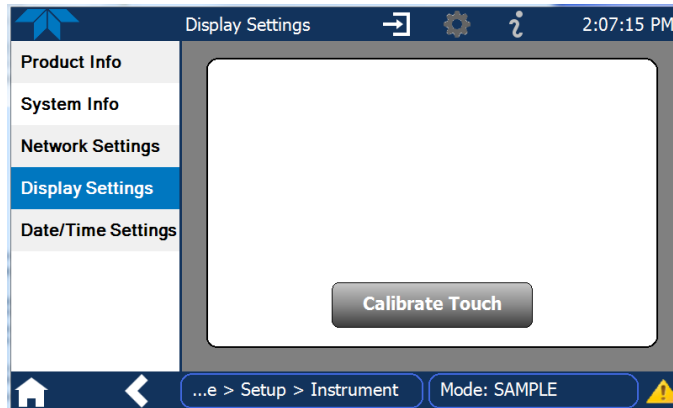 Display Settings 2:07:15 PM
Product Info
System Info
Network Settings
Display Settings
Date/Time Settings
Calibrate Touch
...e > Setup > Instrument Mode: SAMPLE